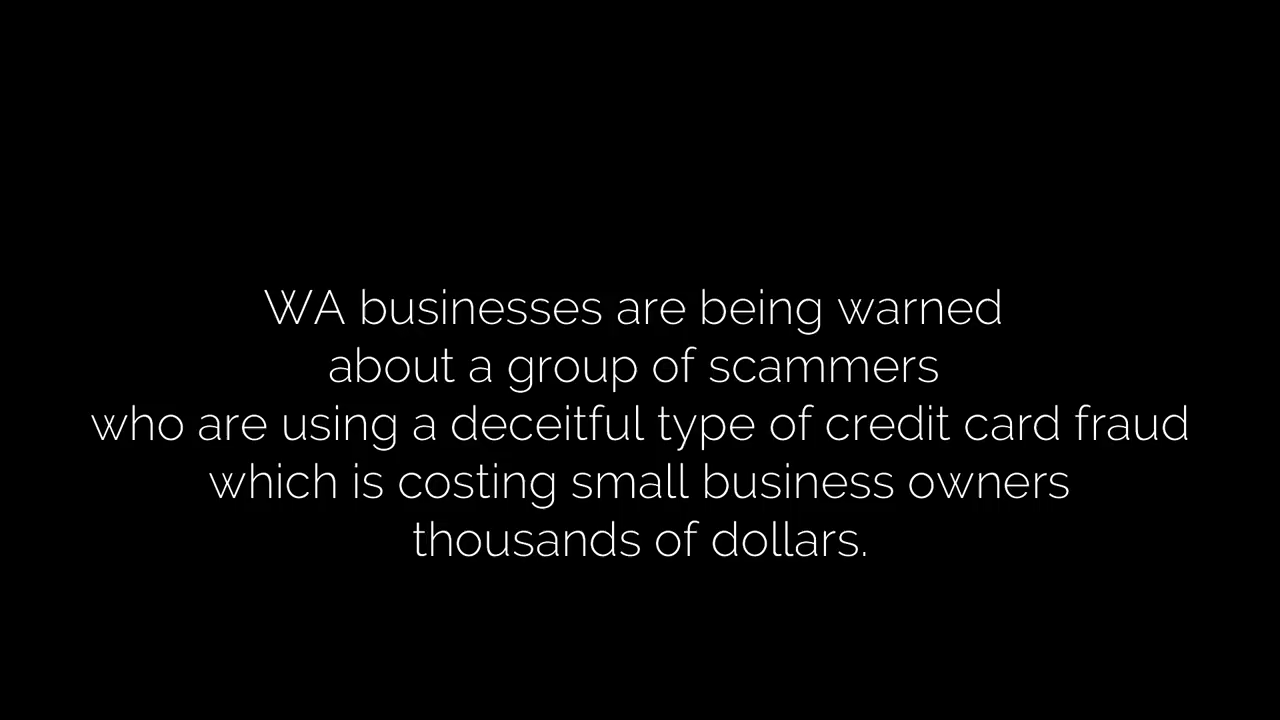 WA businesses are being warned
about a group of scammers
who are using a deceitful type of credit card fraud
which is costing small business owners
thousands of dollars.